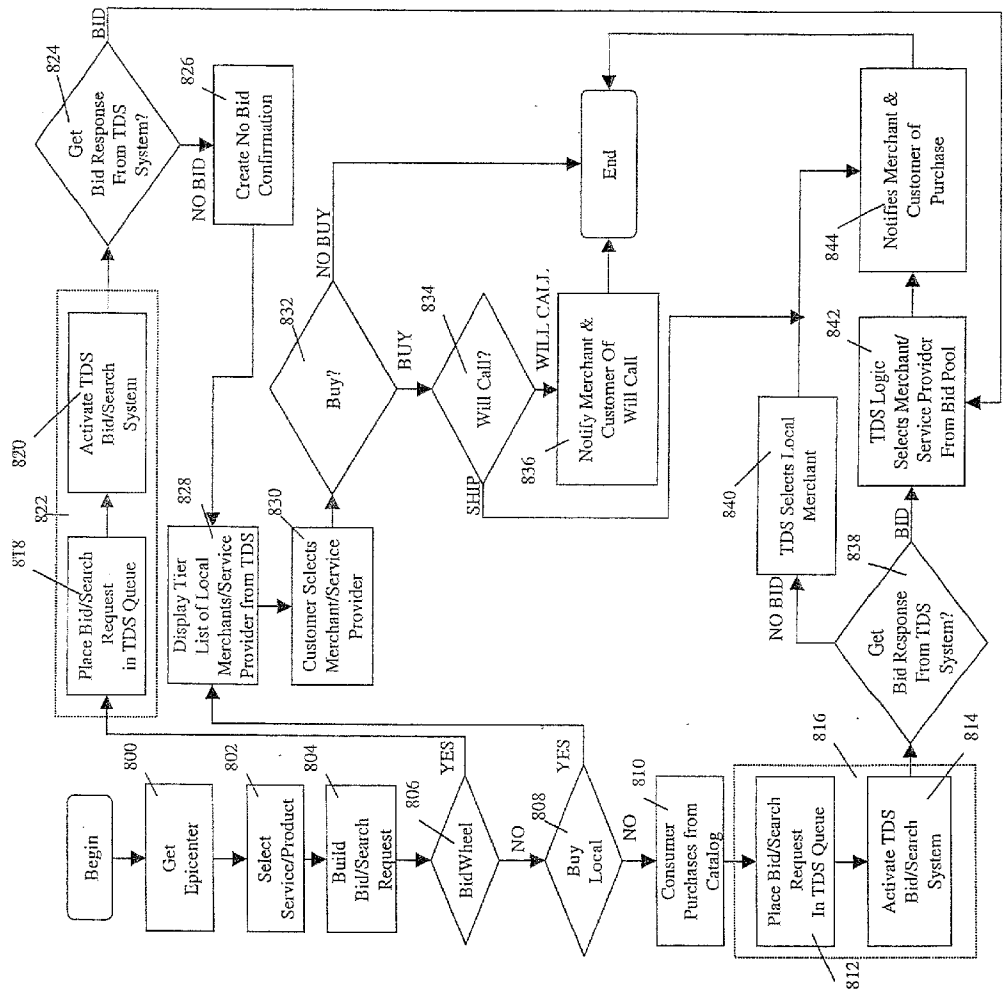 Begin
800
Get
Epicenter
802
Select
Service/Product
804
Build
Bid/Search
Request
806
BidWheel
YES
NO
808
Buy
Local
YES
NO
810
Consumer
Purchases from
Catalog
816
Place Bid/Search
Request
In TDS Queue
812
Activate TDS
Bid/Search
System
814
818
822
Place Bid/Search
Request
in TDS Queue
820
Activate TDS
Bid/Search
System
824
Get
Bid Response
From TDS
System?
BID
NO BID
826
Create No Bid
Confirmation
828
Display Tier
List of Local
Merchants/Service
Provider from TDS
830
Customer Selects
Merchant/Service
Provider
832
Buy?
NO BUY
BUY
834
Will Call?
SHIP
WILL CALL
836
Notify Merchant &
Customer Of
Will Call
End
838
Get
Bid Response
From TDS
System?
NO BID
BID
840
TDS Selects Local
Merchant
842
TDS Logic
Selects Merchant/
Service Provider
From Bid Pool
844
Notifies Merchant &
Customer of
Purchase